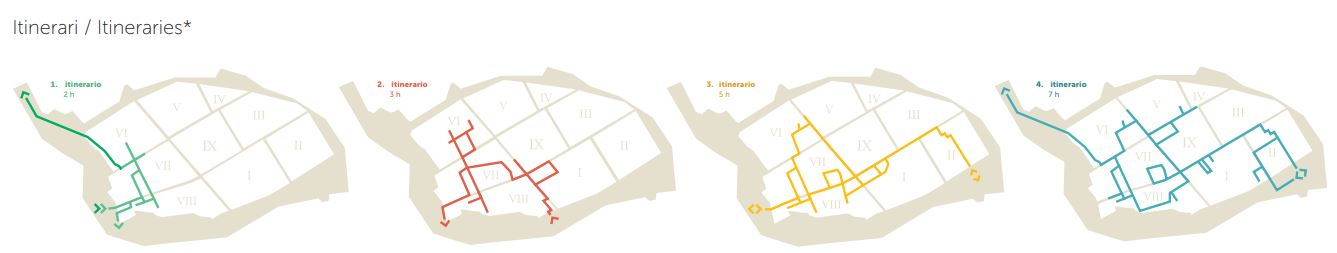 Itinerari / Itineraries*
1. itinerario
2 h
V
IV
III
VI
IX
II
VII
I
VIII
2. itinerario
3 h
V
IV
III
VI
IX
II
VII
I
VIII
3. itinerario
5 h
V
IV
III
VI
IX
II
VII
I
VIII
4. itinerario
7 h
V
IV
III
VI
IX
II
VII
I
VIII